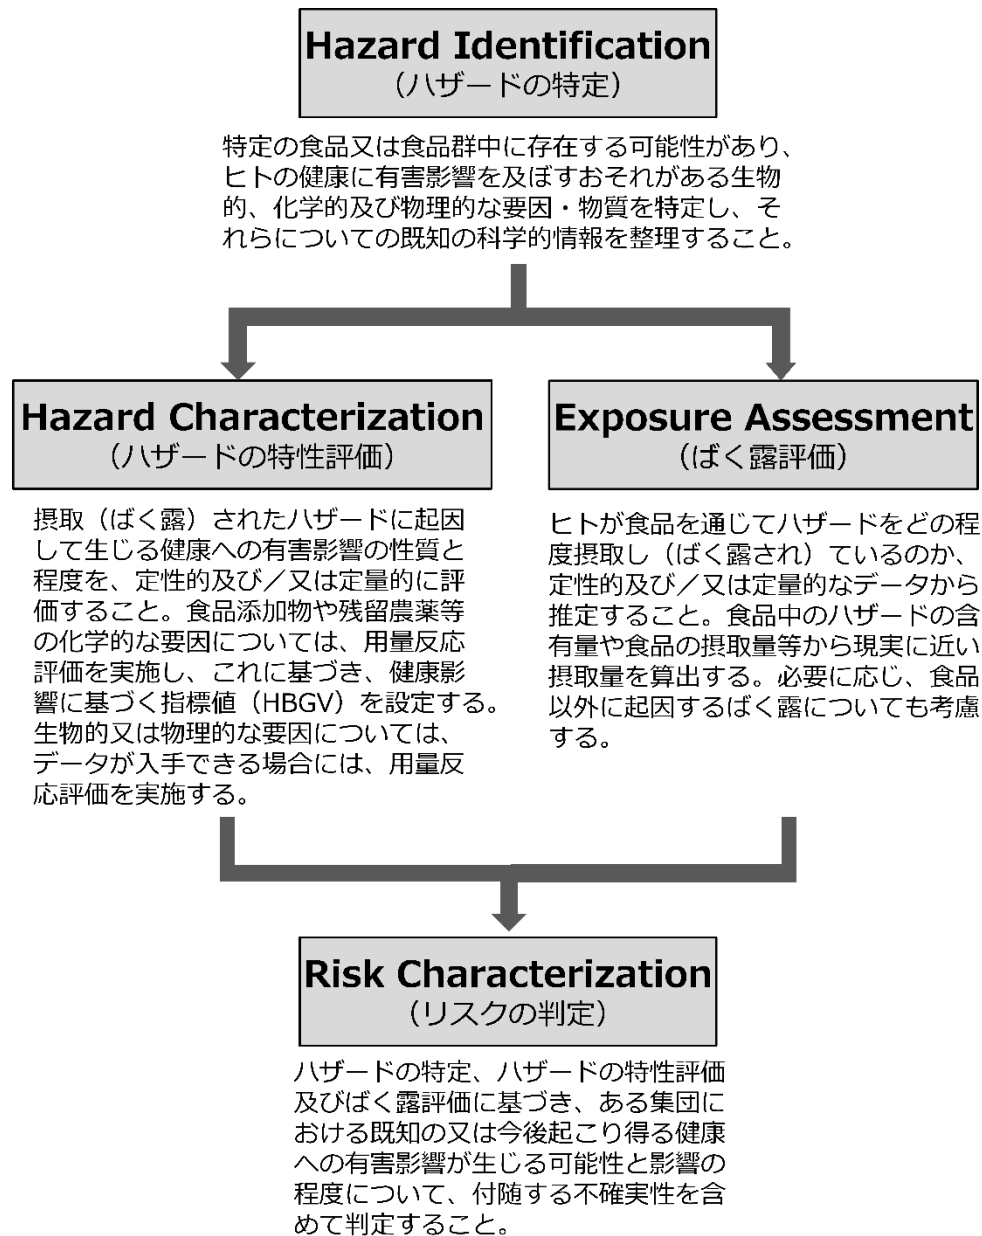 Hazard Identification
（ハザードの特定）
特定の食品又は食品群中に存在する可能性があり、
ヒトの健康に有害影響を及ぼすおそれがある生物
的、化学的及び物理的な要因・物質を特定し、そ
れらについての既知の科学的情報を整理すること。
Hazard Characterization
（ハザードの特性評価）
摂取（ばく露）されたハザードに起因
して生じる健康への有害影響の性質と
程度を、定性的及び／又は定量的に評
価すること。食品添加物や残留農薬等
の化学的な要因については、用量反応
評価を実施し、これに基づき、健康影
響に基づく指標値（HBGV）を設定する。
生物的又は物理的な要因については、
データが入手できる場合には、用量反
応評価を実施する。
Exposure Assessment
（ばく露評価）
ヒトが食品を通じてハザードをどの程
度摂取し（ばく露され）ているのか、
定性的及び／又は定量的なデータから
推定すること。食品中のハザードの含
有量や食品の摂取量等から現実に近い
摂取量を算出する。必要に応じ、食品
以外に起因するばく露についても考慮
する。
Risk Characterization
（リスクの判定）
ハザードの特定、ハザードの特性評価
及びばく露評価に基づき、ある集団に
おける既知の又は今後起こり得る健康
への有害影響が生じる可能性と影響の
程度について、付随する不確実性を含
めて判定すること。